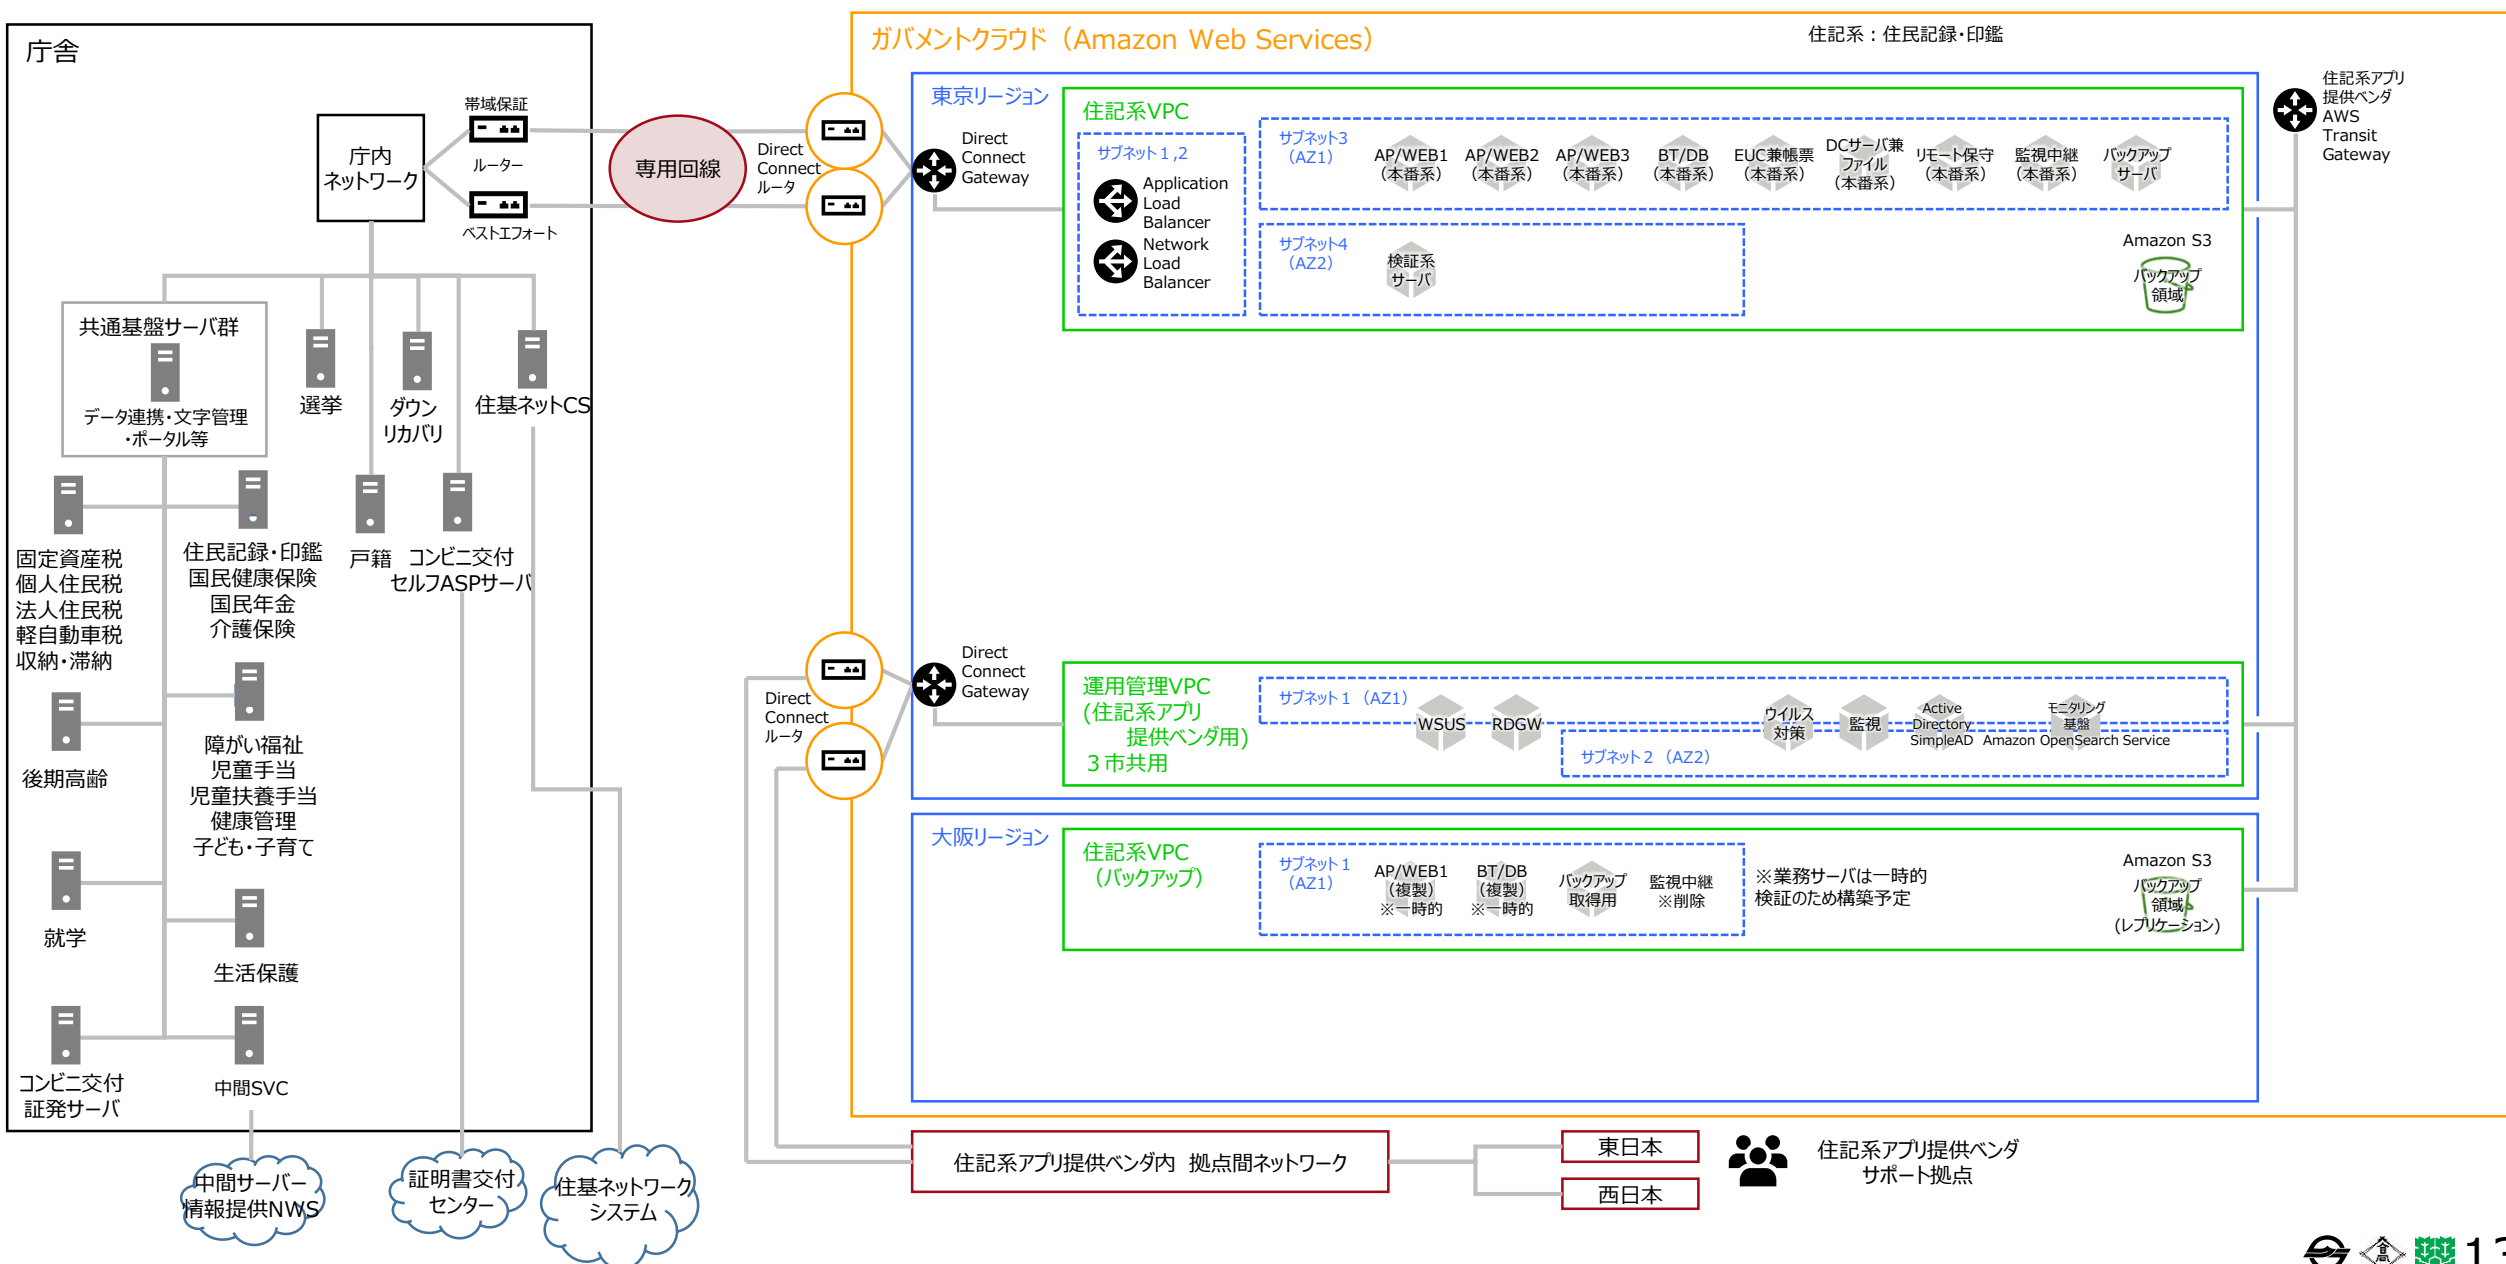 庁舎
ガバメントクラウド（Amazon Web Services）
住記系：住民記録・印鑑
帯域保証
庁内
ネットワーク
ルーター
ベストエフォート
専用回線
Direct
Connect
ルータ
Direct
Connect
Gateway
東京リージョン
住記系VPC
サブネット１,2
Application
Load
Balancer
Network
Load
Balancer
サブネット3
（AZ1）
AP/WEB1
（本番系）
AP/WEB2
（本番系）
AP/WEB3
（本番系）
BT/DB
（本番系）
EUC兼帳票
（本番系）
DCサーバ兼
ファイル
（本番系）
リモート保守
（本番系）
監視中継
（本番系）
バックアップ
サーバ
サブネット4
（AZ2）
検証系
サーバ
Amazon S3
バックアップ
領域
住記系アプリ
提供ベンダ
AWS
Transit
Gateway
共通基盤サーバ群
データ連携・文字管理
・ポータル等
選挙
ダウン
リカバリ
住基ネットCS
固定資産税
個人住民税
法人住民税
軽自動車税
収納・滞納
住民記録・印鑑
国民健康保険
国民年金
介護保険
戸籍
コンビニ交付
セルフASPサーバ
後期高齢
障がい福祉
児童手当
児童扶養手当
健康管理
子ども・子育て
就学
生活保護
コンビニ交付
証発サーバ
中間SVC
Direct
Connect
ルータ
Direct
Connect
Gateway
運用管理VPC
(住記系アプリ
提供ベンダ用)
３市共用
サブネット１（AZ1）
WSUS
RDGW
ウイルス
対策
監視
Active
Directory
SimpleAD
モニタリング
基盤
Amazon OpenSearch Service
サブネット２（AZ2）
大阪リージョン
住記系VPC
（バックアップ）
サブネット１
（AZ1）
AP/WEB1
（複製）
※一時的
BT/DB
（複製）
※一時的
バックアップ
取得用
監視中継
※削除
※業務サーバは一時的
検証のため構築予定
Amazon S3
バックアップ
領域
(レプリケーション)
中間サーバー
情報提供NWS
証明書交付
センター
住基ネットワーク
システム
住記系アプリ提供ベンダ内 拠点間ネットワーク
東日本
西日本
住記系アプリ提供ベンダ
サポート拠点